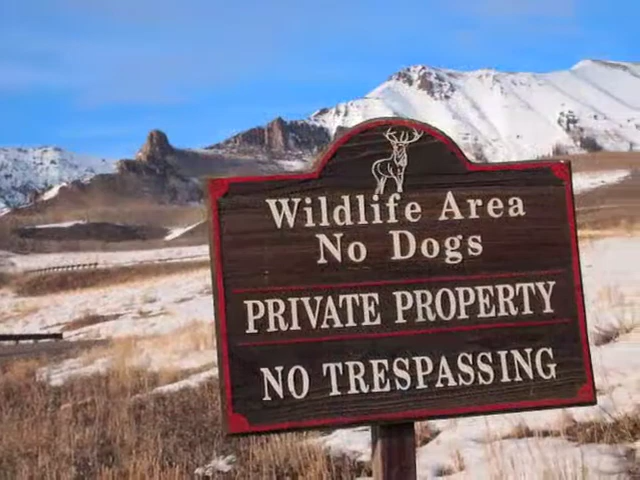 Wildlife Area
No Dogs
PRIVATE PROPERTY
NO TRESPASSING